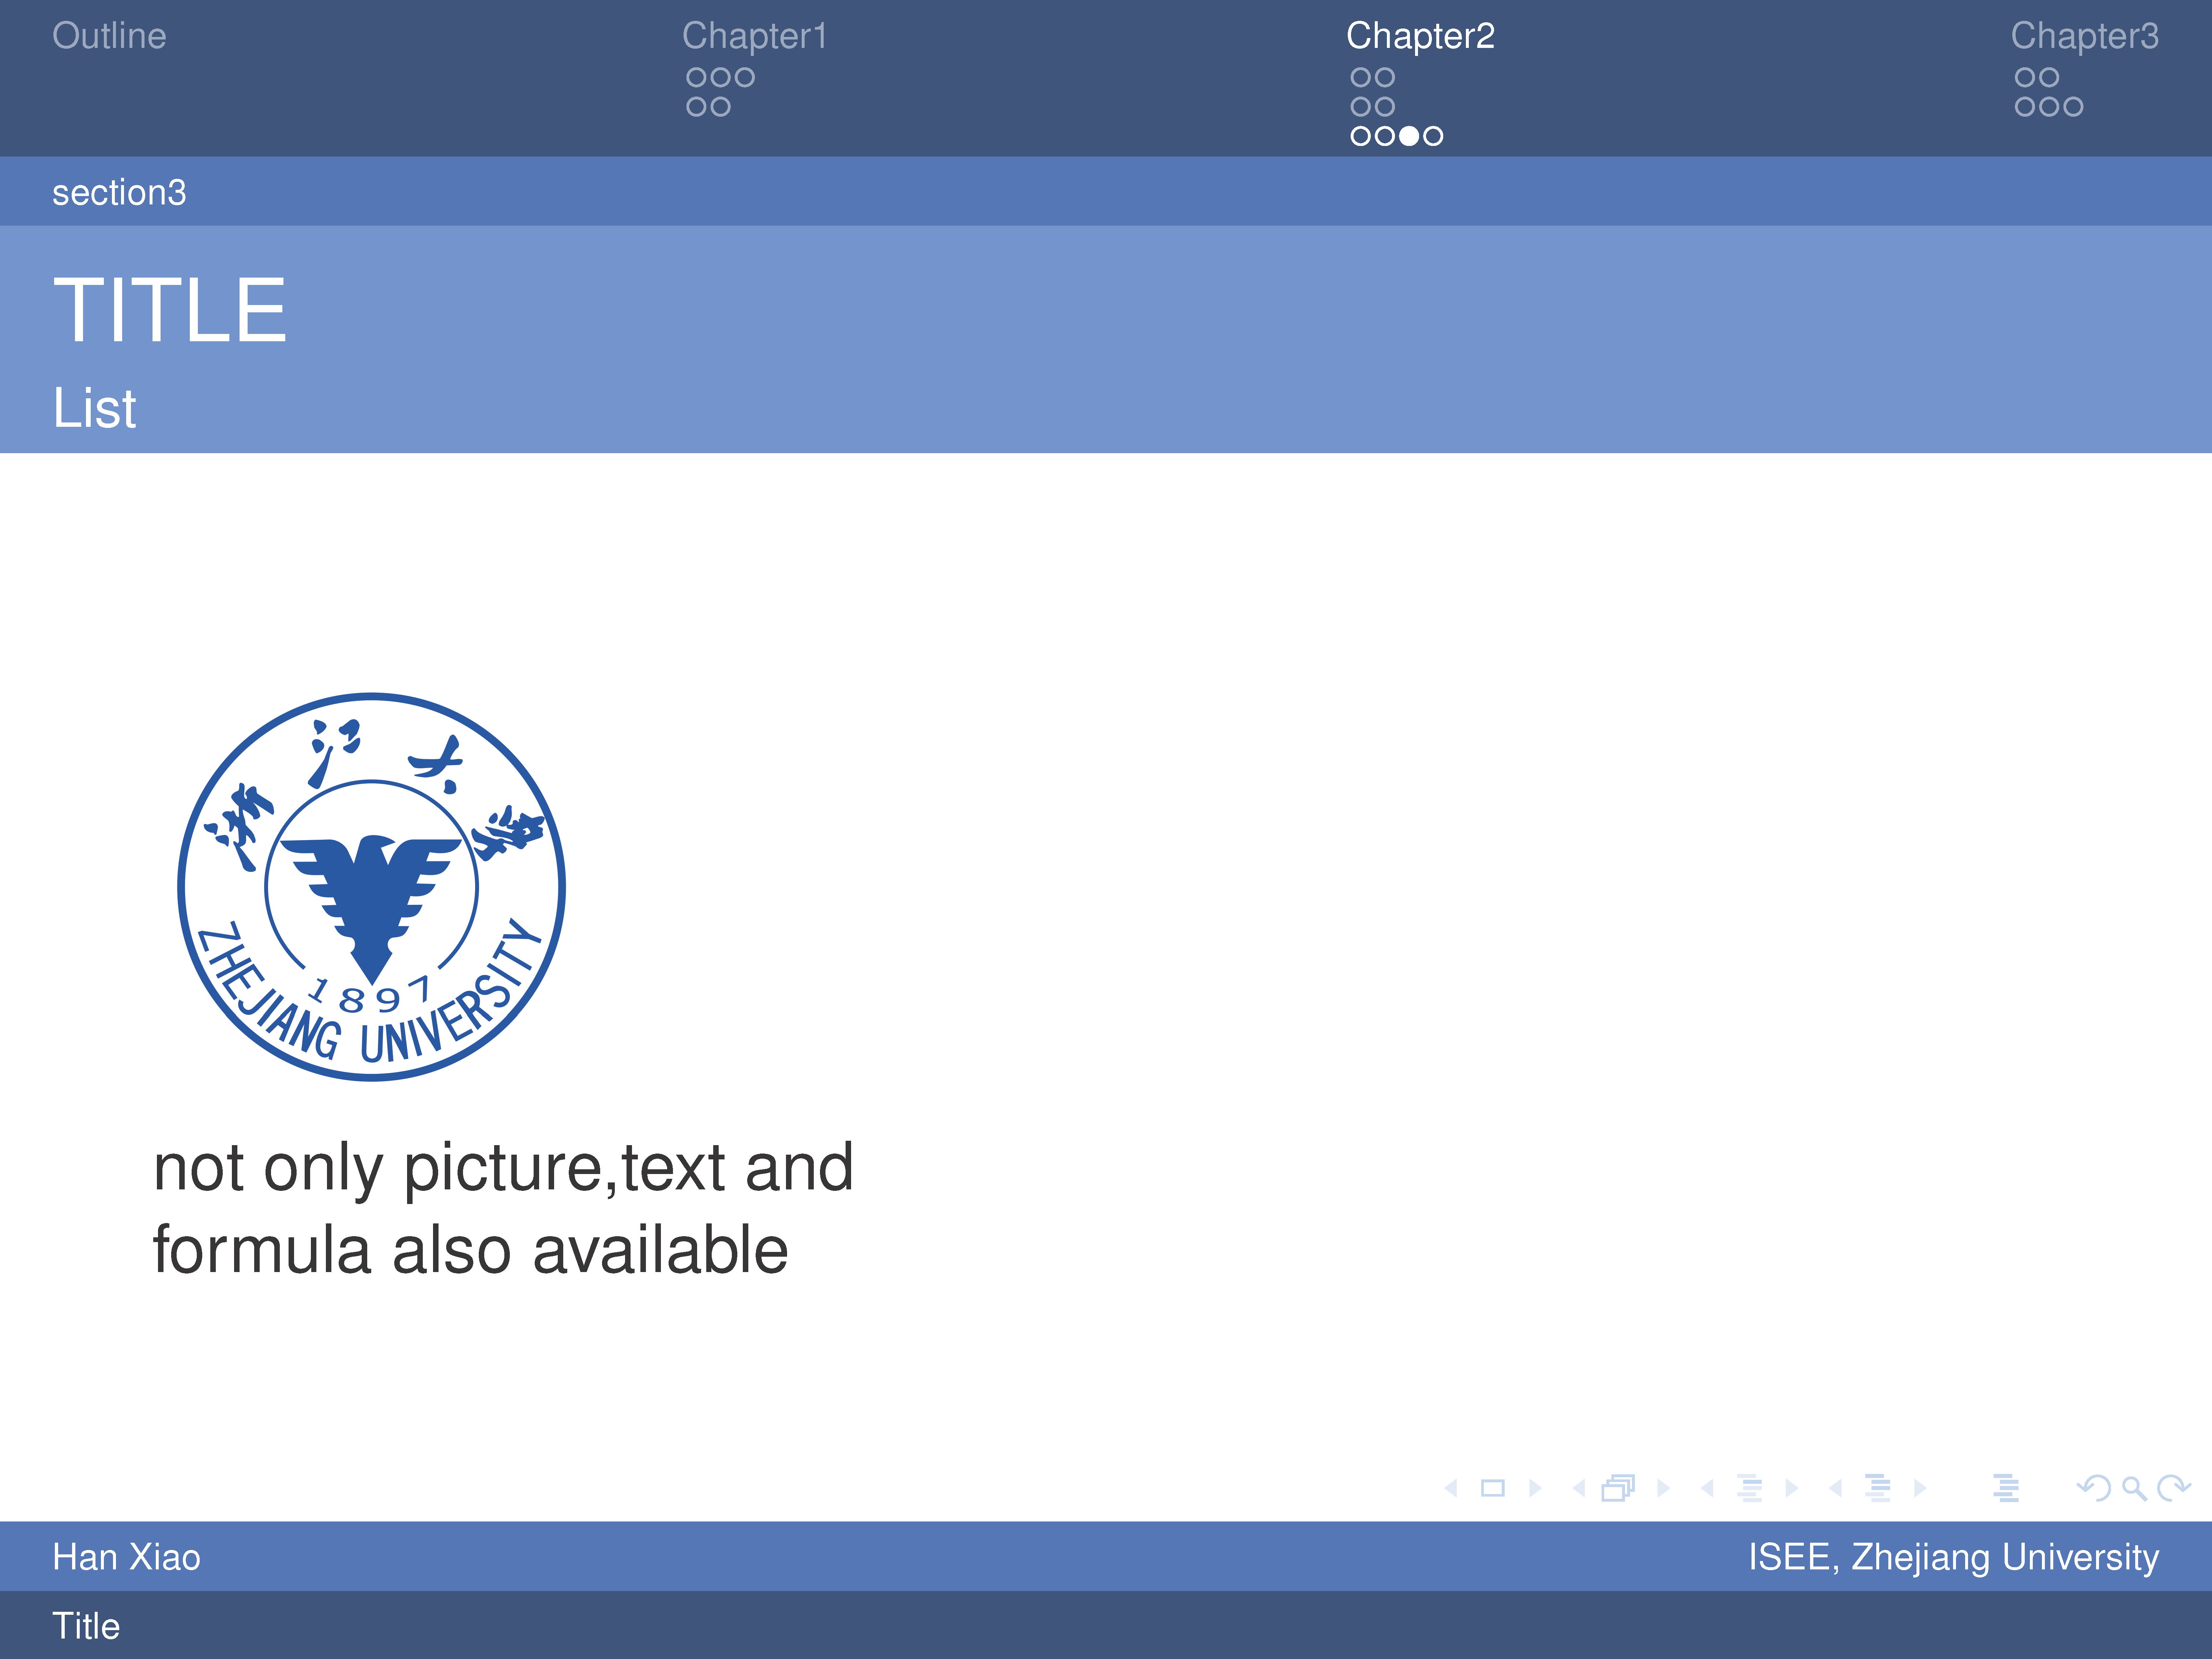 Outline
Chapter1
Chapter2
Chapter3
section3
TITLE
List
浙江大學
ZHEJIANG UNIVERSITY
1897
not only picture,text and
formula also available
Han Xiao
ISEE, Zhejiang University
Title